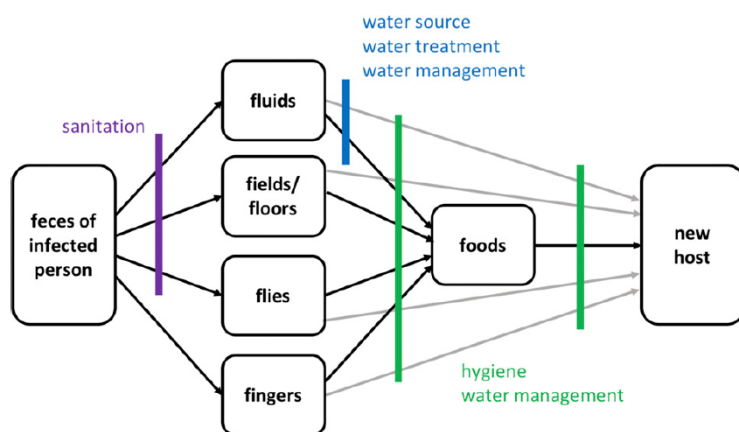 water source
water treatment
water management
sanitation
fluids
fields/
floors
feces of
infected
person
foods
new
host
flies
fingers
hygiene
water management